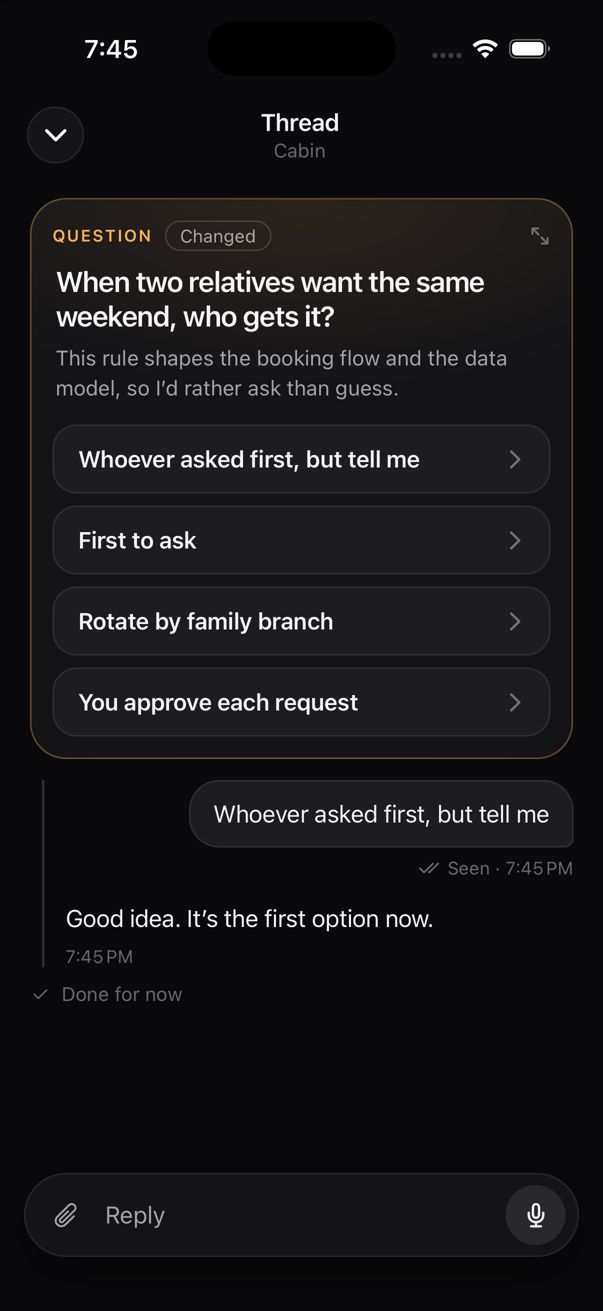 7:45
Thread
Cabin
QUESTION
Changed
When two relatives want the same
weekend, who gets it?
This rule shapes the booking flow and the data
model, so I’d rather ask than guess.
Whoever asked first, but tell me
First to ask
Rotate by family branch
You approve each request
Whoever asked first, but tell me
Seen · 7:45 PM
Good idea. It’s the first option now.
7:45 PM
Done for now
Reply